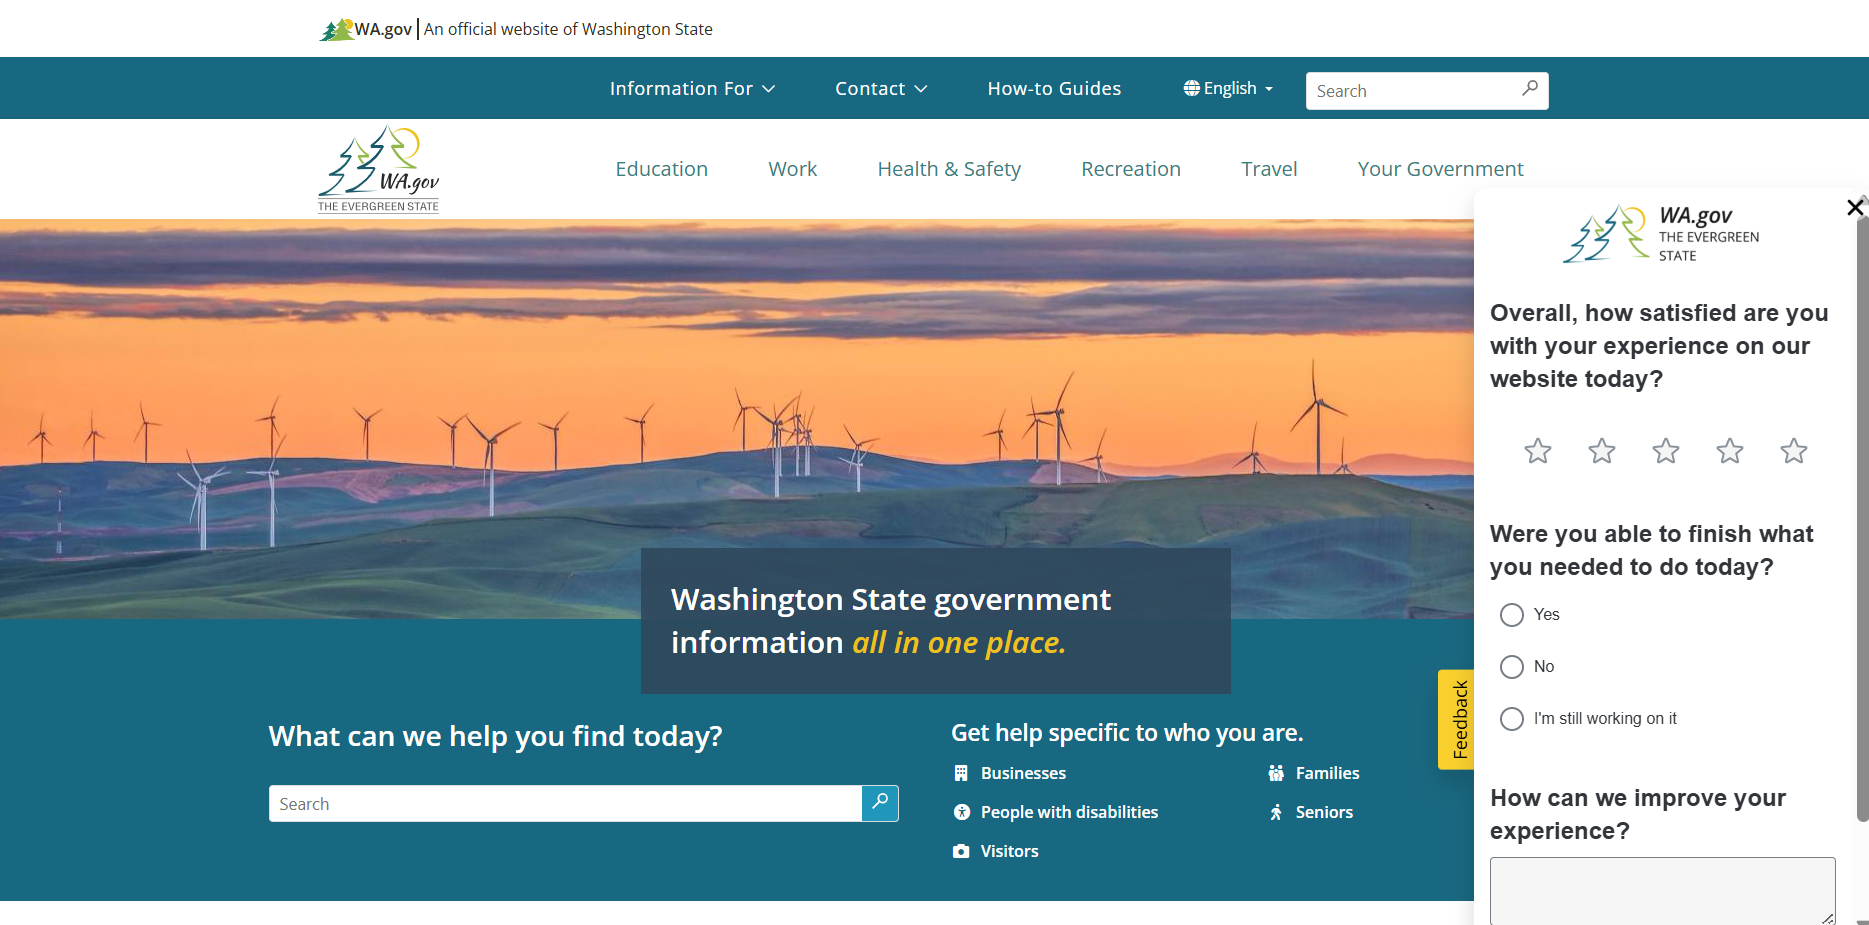 WA.gov | An official website of Washington State
Information For
Contact
How-to Guides
English
Search
WA.gov
THE EVERGREEN STATE
Education
Work
Health & Safety
Recreation
Travel
Your Government
Washington State government
information all in one place.
What can we help you find today?
Search
Get help specific to who you are.
Businesses
Families
People with disabilities
Seniors
Visitors
Feedback
WA.gov
THE EVERGREEN
STATE
Overall, how satisfied are you
with your experience on our
website today?
Were you able to finish what
you needed to do today?
Yes
No
I'm still working on it
How can we improve your
experience?